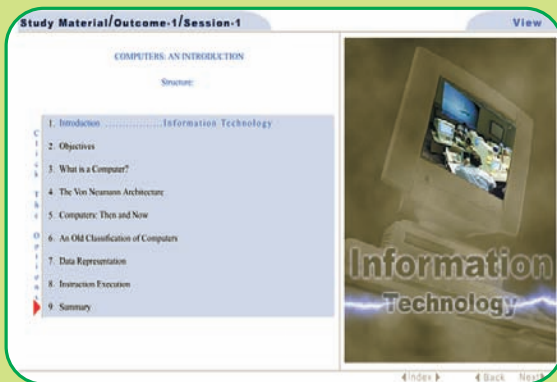 Study Material/Outcome-1/Session-1
View
COMPUTERS: AN INTRODUCTION
Structure:
Click The Options
1. Introduction ................Information Technology
2. Objectives
3. What is a Computer?
4. The Von Neumann Architecture
5. Computers: Then and Now
6. An Old Classification of Computers
7. Data Representation
8. Instruction Execution
9. Summary
Information
Technology
Index
Back
Next